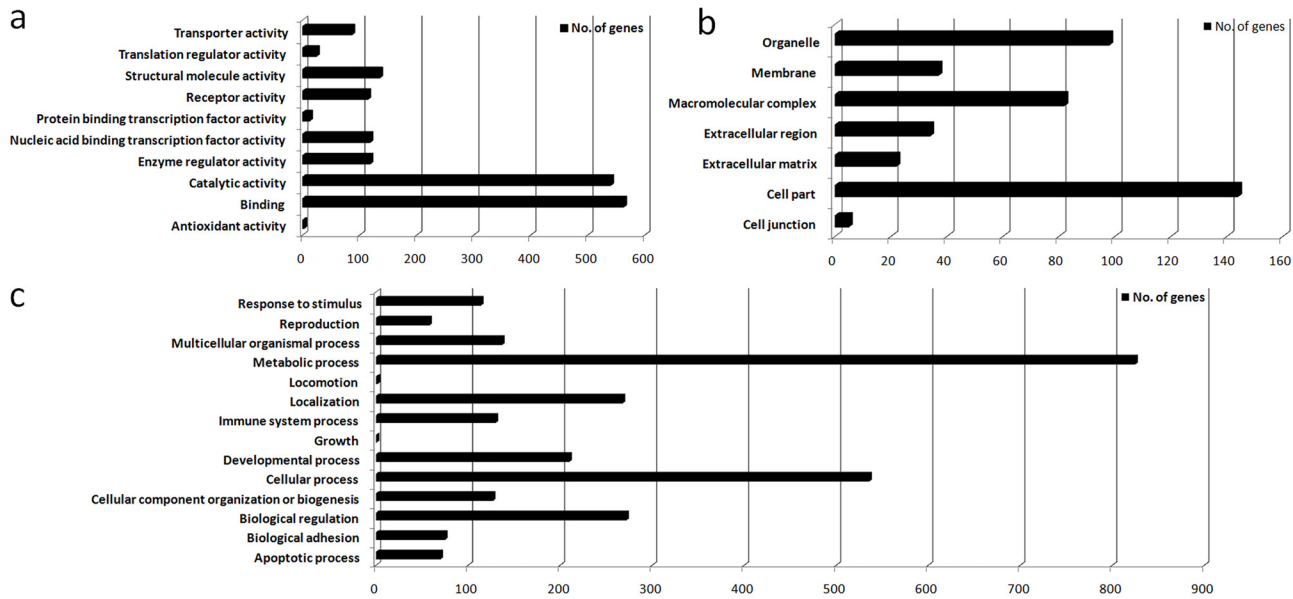 a
No. of genes
Transporter activity
Translation regulator activity
Structural molecule activity
Receptor activity
Protein binding transcription factor activity
Nucleic acid binding transcription factor activity
Enzyme regulator activity
Catalytic activity
Binding
Antioxidant activity
0 100 200 300 400 500 600
b
No. of genes
Organelle
Membrane
Macromolecular complex
Extracellular region
Extracellular matrix
Cell part
Cell junction
0 20 40 60 80 100 120 140 160
c
No. of genes
Response to stimulus
Reproduction
Multicellular organismal process
Metabolic process
Locomotion
Localization
Immune system process
Growth
Developmental process
Cellular process
Cellular component organization or biogenesis
Biological regulation
Biological adhesion
Apoptotic process
0 100 200 300 400 500 600 700 800 900